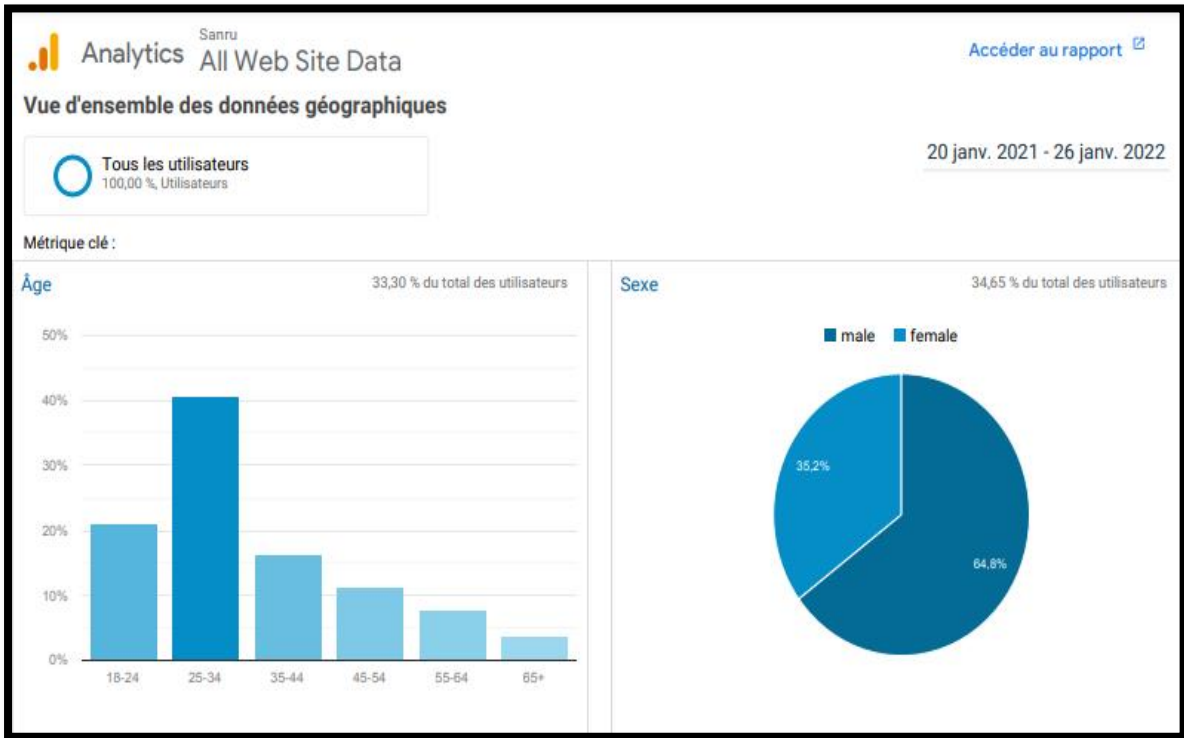 Sanru
Analytics All Web Site Data
Accéder au rapport
Vue d'ensemble des données géographiques
Tous les utilisateurs
100,00 %, Utilisateurs
20 janv. 2021 - 26 janv. 2022
Métrique clé :
Âge
33,30 % du total des utilisateurs
50%
40%
30%
20%
10%
0%
18-24 25-34 35-44 45-54 55-64 65+
Sexe
34,65 % du total des utilisateurs
male female
35,2%
64,8%